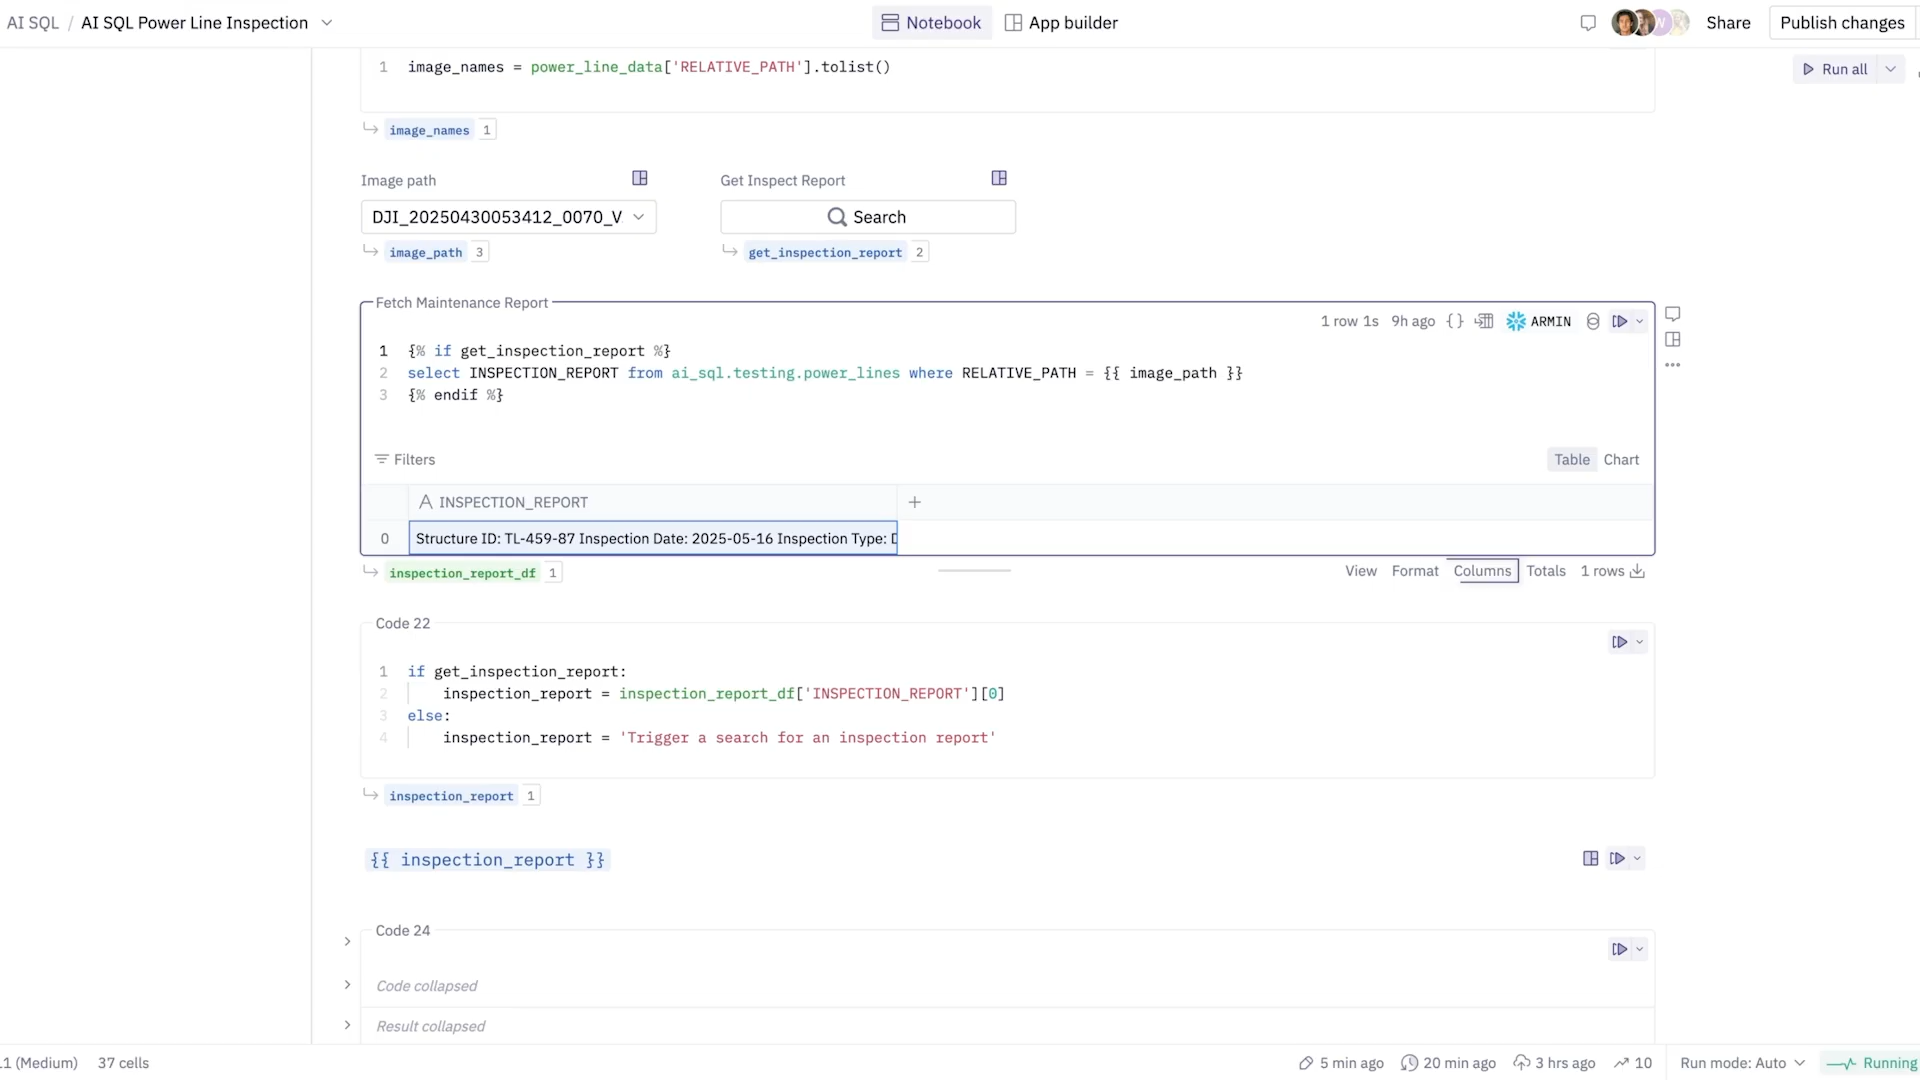 AI SQL / AI SQL Power Line Inspection
Notebook
App builder
W
Share
Publish changes
1 image_names = power_line_data['RELATIVE_PATH'].tolist()
Run all
image_names 1
Image path
Get Inspect Report
DJI_20250430053412_0070_V
Search
image_path 3
get_inspection_report 2
Fetch Maintenance Report
1 row 1s 9h ago {} ARMIN
1 {% if get_inspection_report %}
2 select INSPECTION_REPORT from ai_sql.testing.power_lines where RELATIVE_PATH = {{ image_path }}
3 {% endif %}
Filters
Table Chart
INSPECTION_REPORT +
0 Structure ID: TL-459-87 Inspection Date: 2025-05-16 Inspection Type: D
inspection_report_df 1
View Format Columns Totals 1 rows
Code 22
1 if get_inspection_report:
2 inspection_report = inspection_report_df['INSPECTION_REPORT'][0]
3 else:
4 inspection_report = 'Trigger a search for an inspection report'
inspection_report 1
{{ inspection_report }}
Code 24
Code collapsed
Result collapsed
.1 (Medium) 37 cells
5 min ago 20 min ago 3 hrs ago 10 Run mode: Auto Running